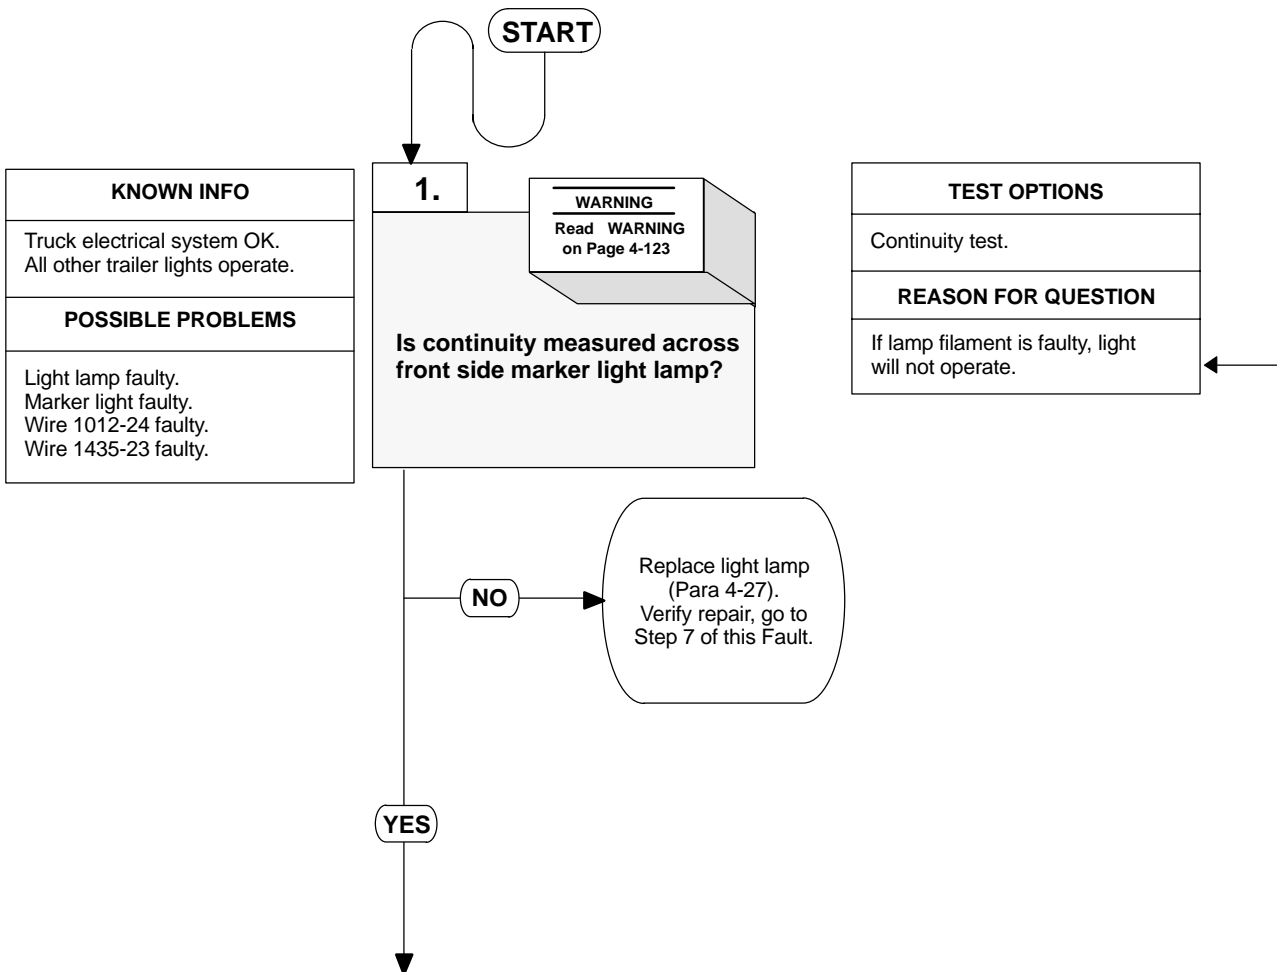 START
KNOWN INFO
Truck electrical system OK.
All other trailer lights operate.
POSSIBLE PROBLEMS
Light lamp faulty.
Marker light faulty.
Wire 1012-24 faulty.
Wire 1435-23 faulty.
1.
WARNING
Read WARNING
on Page 4-123
Is continuity measured across
front side marker light lamp?
TEST OPTIONS
Continuity test.
REASON FOR QUESTION
If lamp filament is faulty, light
will not operate.
NO
Replace light lamp
(Para 4-27).
Verify repair, go to
Step 7 of this Fault.
YES